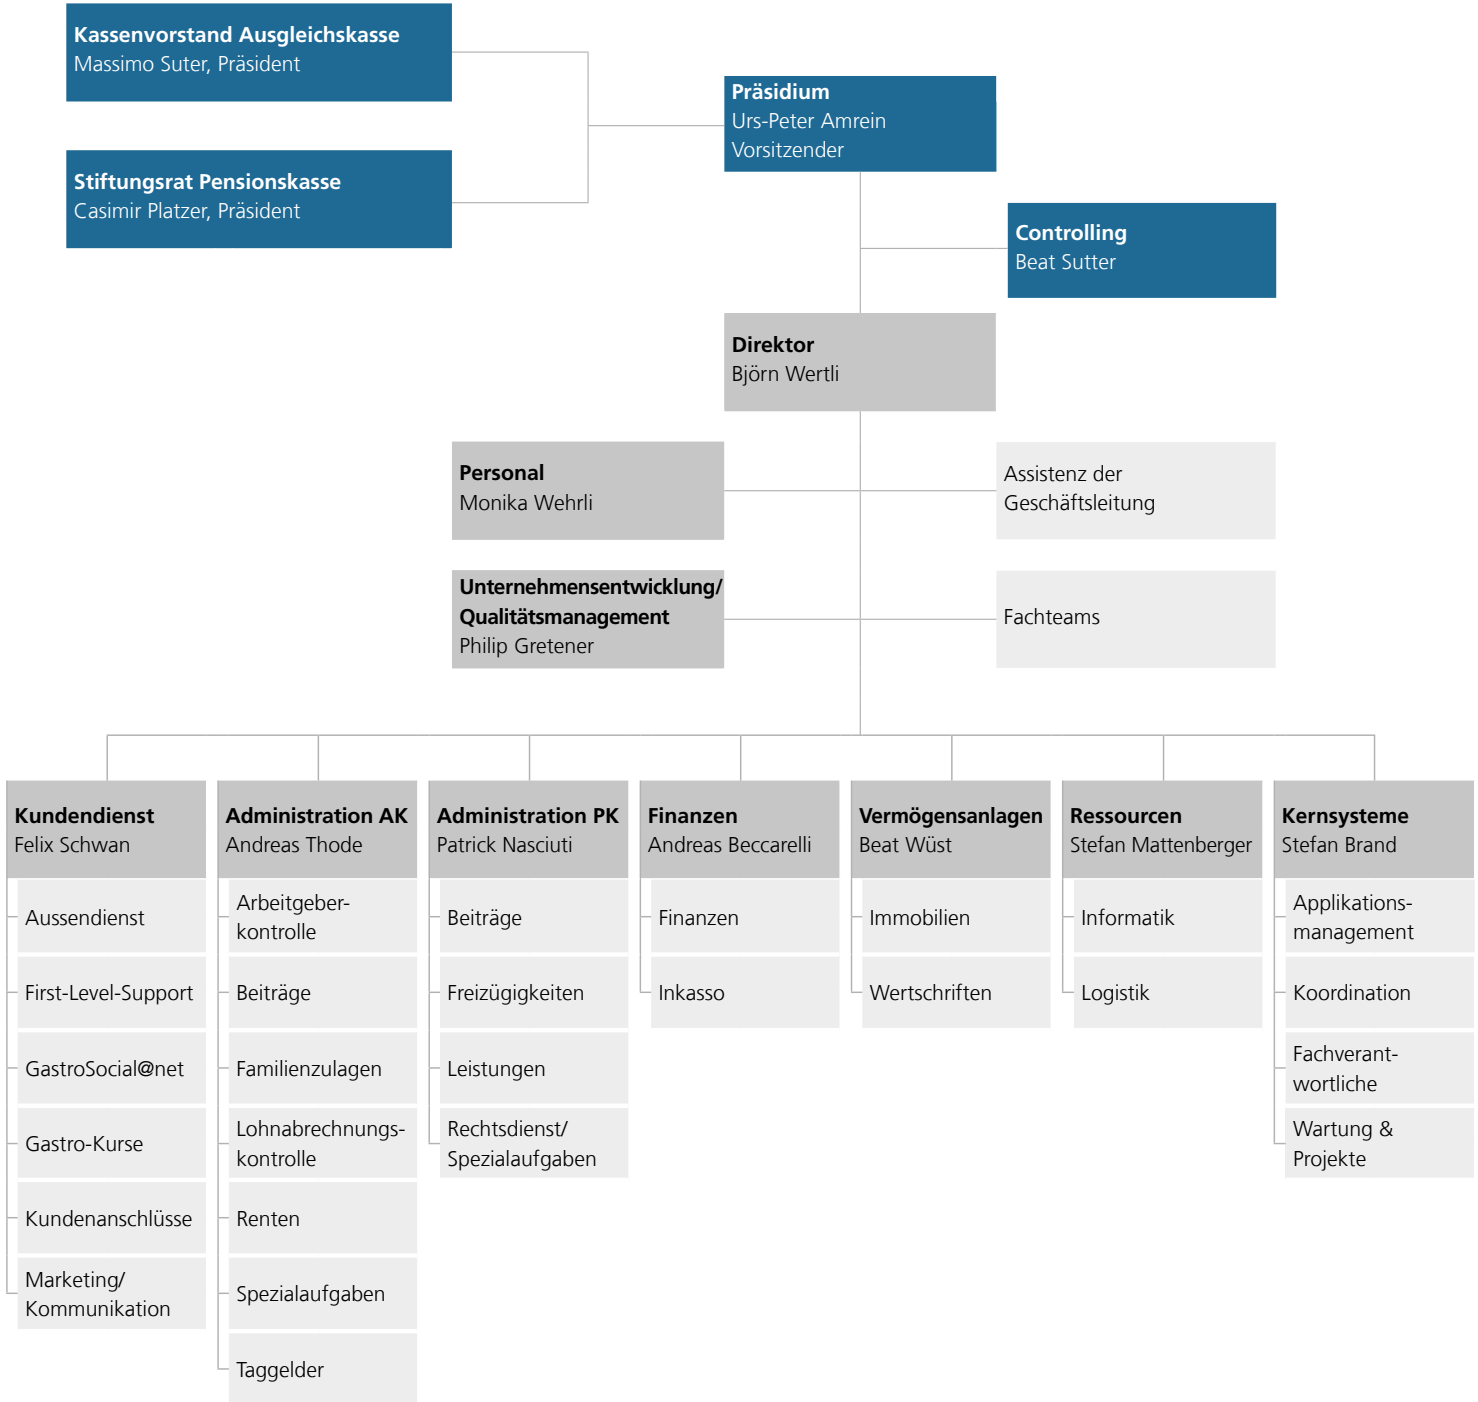 Kassenvorstand Ausgleichskasse
Massimo Suter, Präsident
Präsidium
Urs-Peter Amrein
Vorsitzender
Stiftungsrat Pensionskasse
Casimir Platzer, Präsident
Controlling
Beat Sutter
Direktor
Björn Wertli
Personal
Monika Wehrli
Assistenz der
Geschäftsleitung
Unternehmensentwicklung/
Qualitätsmanagement
Philip Gretener
Fachteams
Kundendienst
Felix Schwan
Aussendienst
First-Level-Support
GastroSocial@net
Gastro-Kurse
Kundenanschlüsse
Marketing/
Kommunikation
Administration AK
Andreas Thode
Arbeitgeber-
kontrolle
Beiträge
Familienzulagen
Lohnabrechnungs-
kontrolle
Renten
Spezialaufgaben
Taggelder
Administration PK
Patrick Nasciuti
Beiträge
Freizügigkeiten
Leistungen
Rechtsdienst/
Spezialaufgaben
Finanzen
Andreas Beccarelli
Finanzen
Inkasso
Vermögensanlagen
Beat Wüst
Immobilien
Wertschriften
Ressourcen
Stefan Mattenberger
Informatik
Logistik
Kernsysteme
Stefan Brand
Applikations-
management
Koordination
Fachverant-
wortliche
Wartung &
Projekte